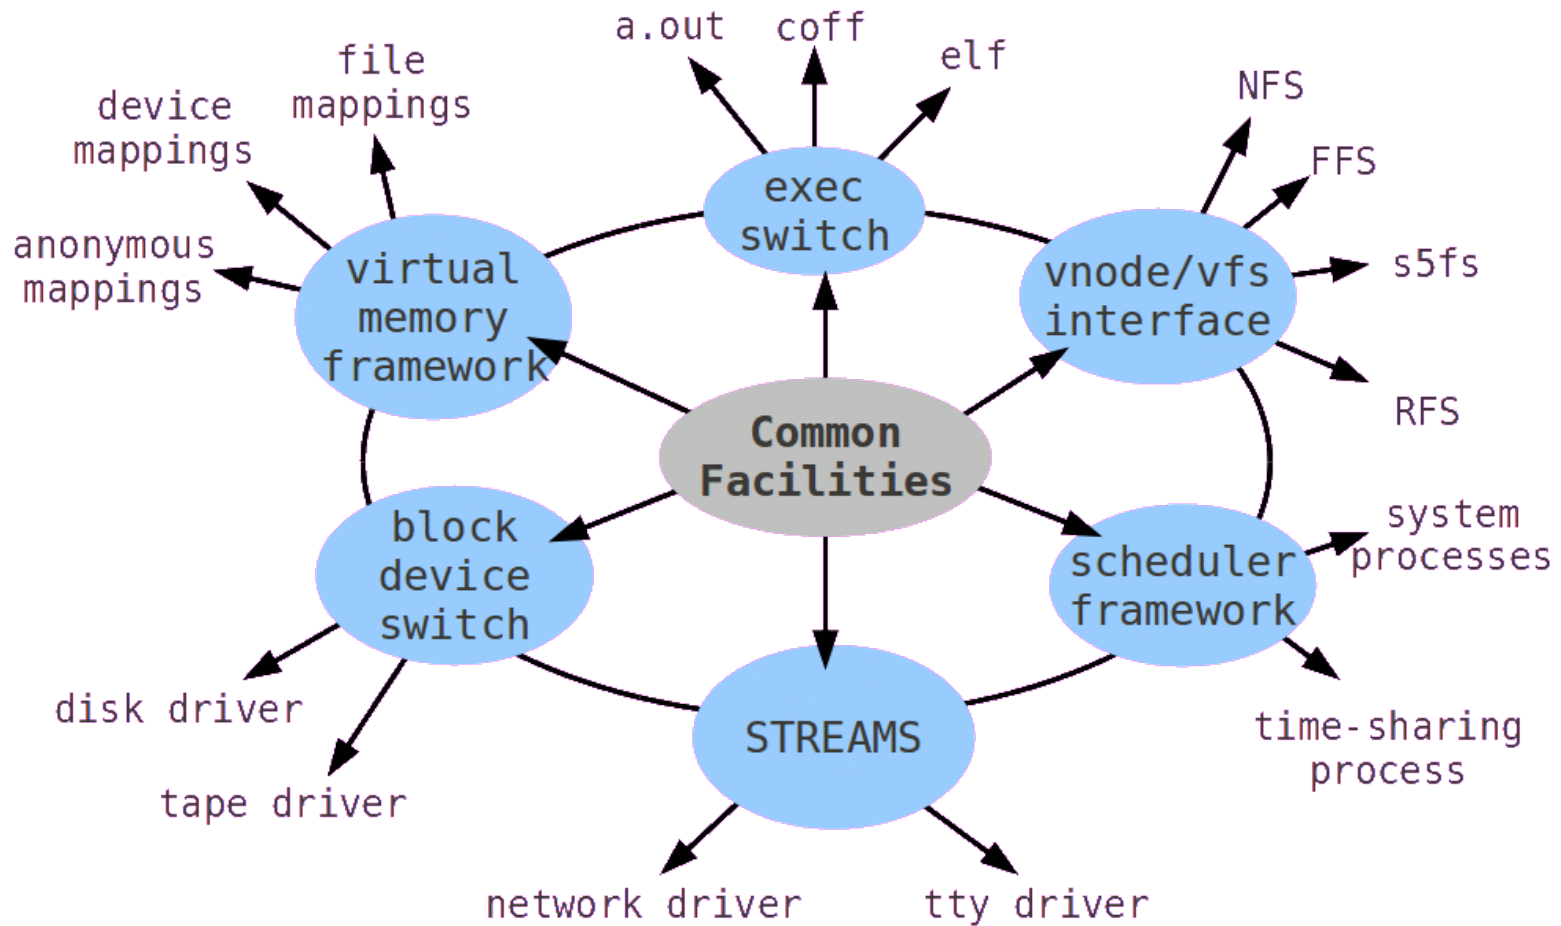 a.out
coff
elf
file
mappings
device
mappings
anonymous
mappings
NFS
FFS
s5fs
RFS
exec
switch
virtual
memory
framework
vnode/vfs
interface
Common
Facilities
block
device
switch
scheduler
framework
system
processes
STREAMS
disk driver
tape driver
time-sharing
process
network driver
tty driver